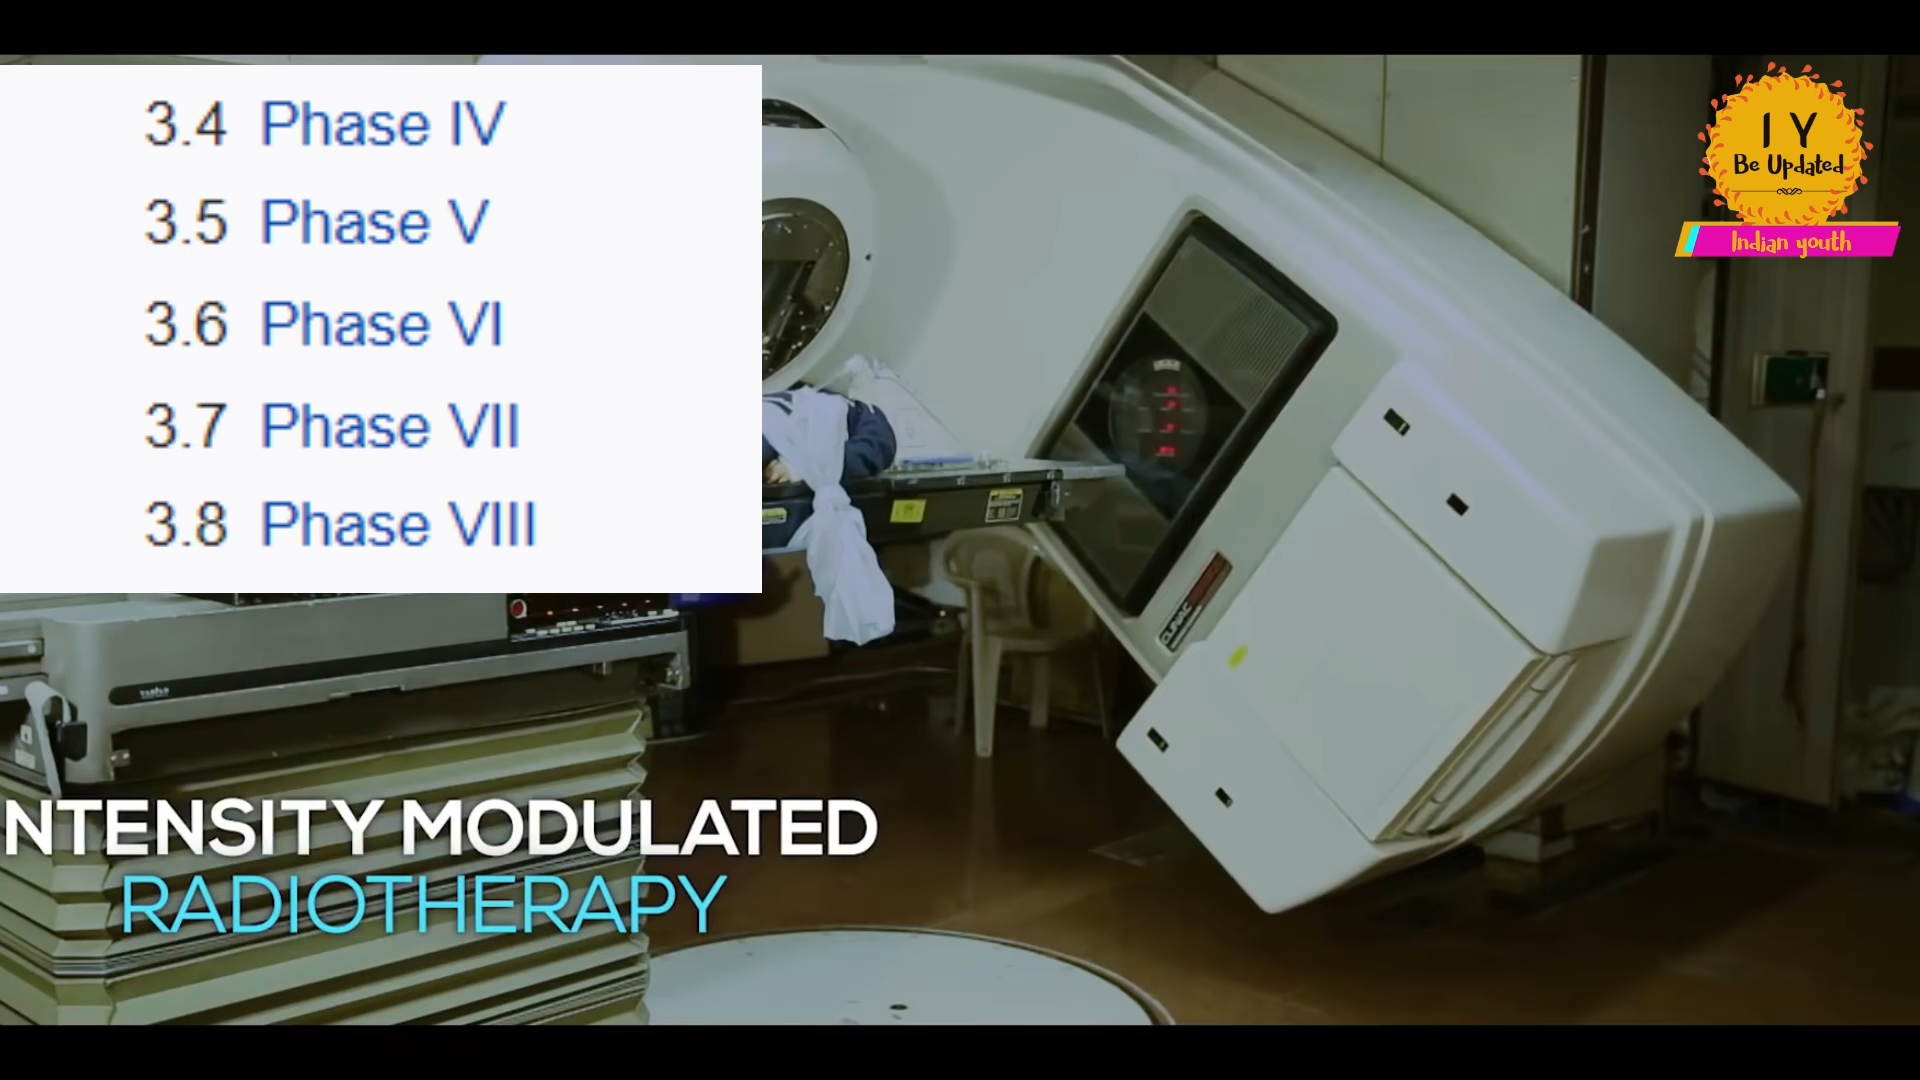 3.4 Phase IV
3.5 Phase V
3.6 Phase VI
3.7 Phase VII
3.8 Phase VIII
I Y
Be Updated
Indian youth
CLINAC
NTENSITY MODULATED
RADIOTHERAPY